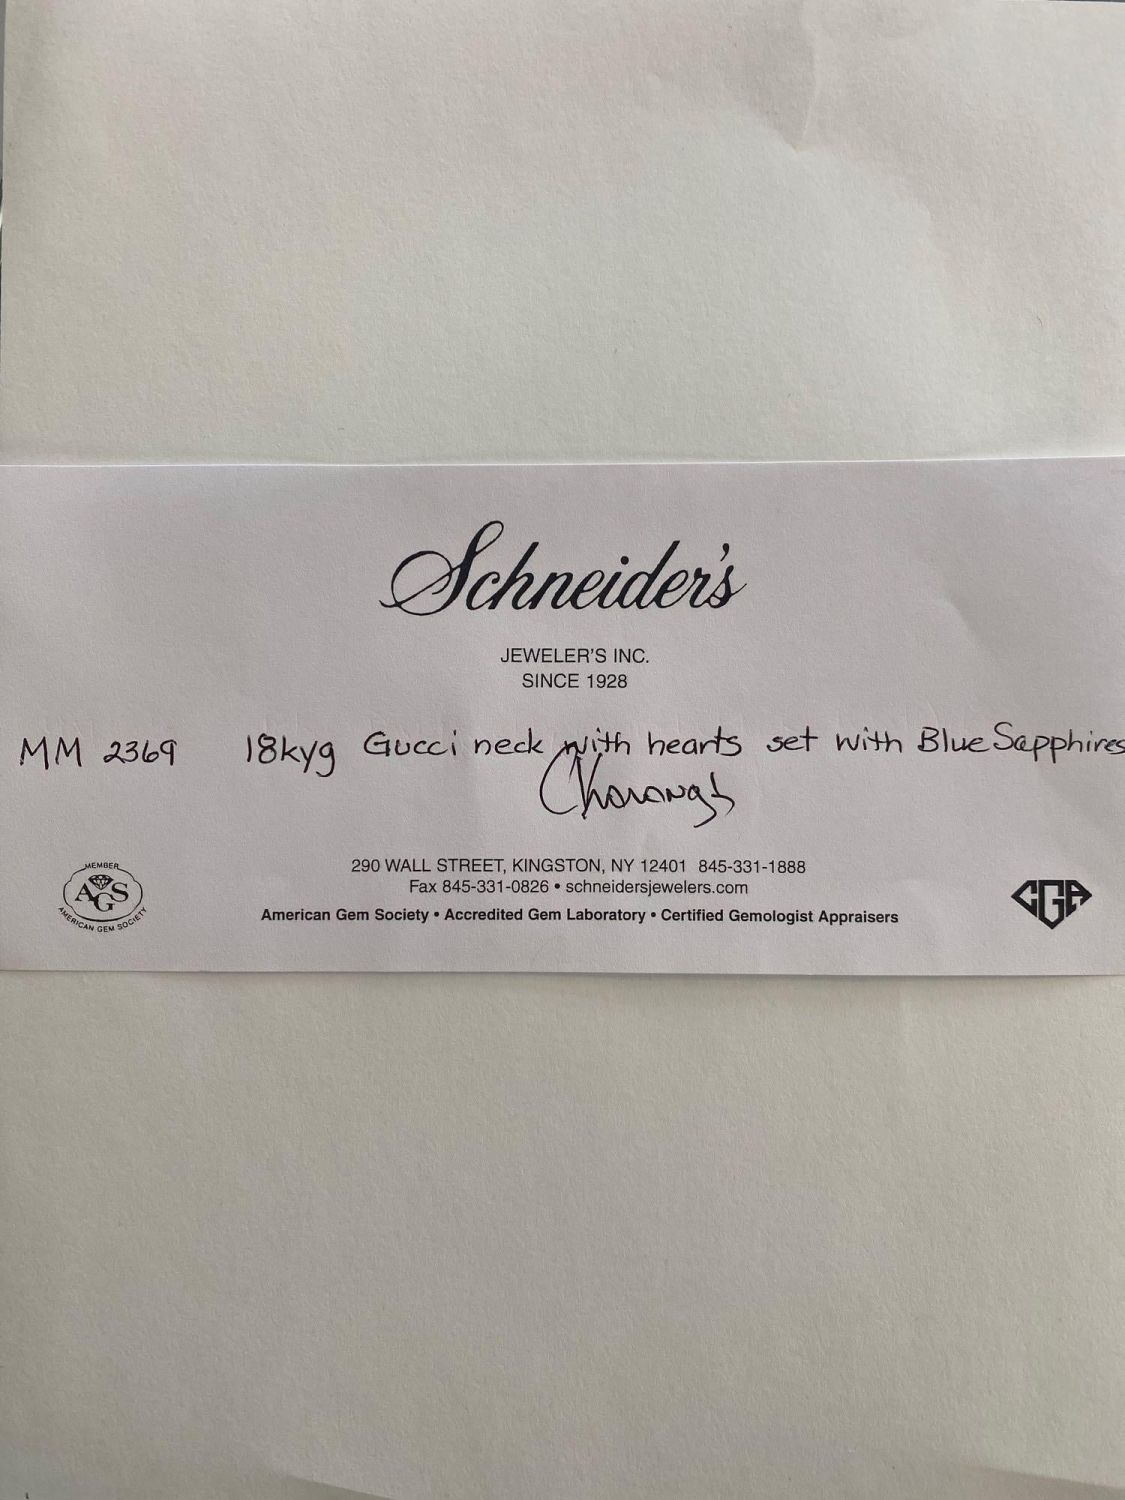 Schneider's
JEWELER'S INC.
SINCE 1928
MM 2369 18kyg Gucci neck with hearts set with Blue Sapphires
MEMBER
AGS
AMERICAN GEM SOCIETY
290 WALL STREET, KINGSTON, NY 12401 845-331-1888
Fax 845-331-0826 • schneidersjewelers.com
American Gem Society • Accredited Gem Laboratory • Certified Gemologist Appraisers
CGA